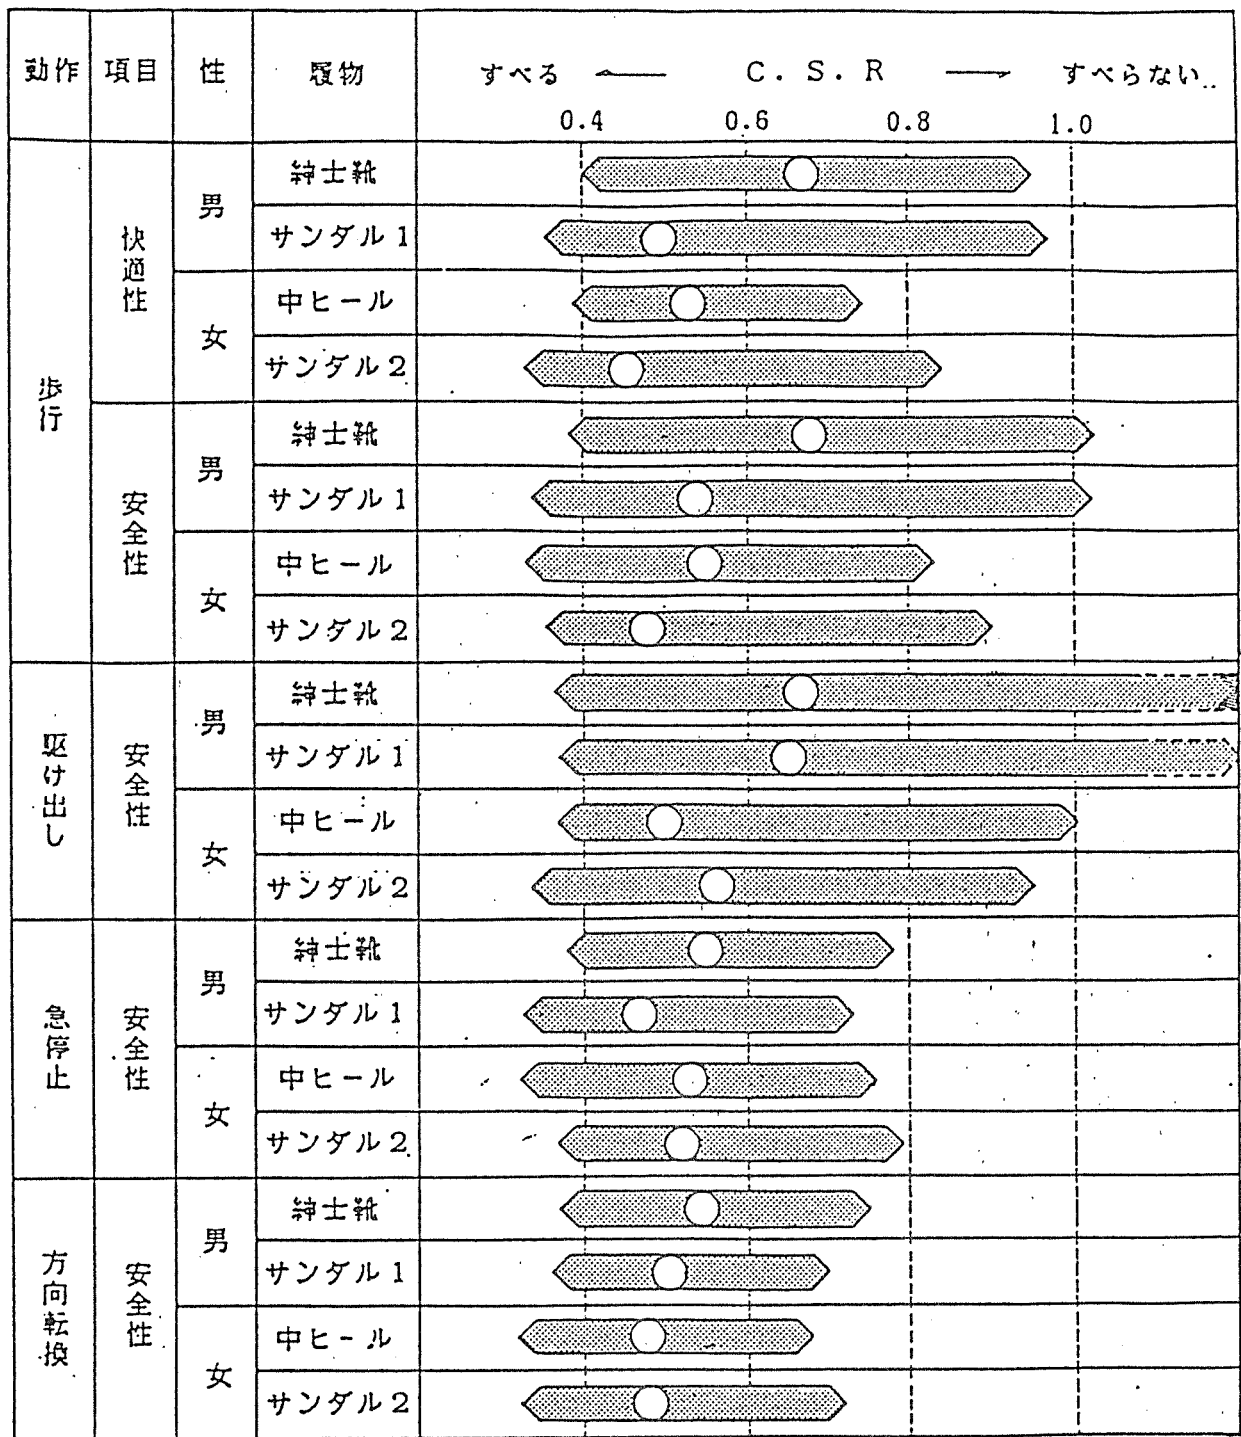 動作 項目 性 履物 すべる ← C.S.R → すべらない
0.4 0.6 0.8 1.0
歩行 快適性 男 紳士靴
サンダル1
女 中ヒール
サンダル2
安全性 男 紳士靴
サンダル1
女 中ヒール
サンダル2
駆け出し 安全性 男 紳士靴
サンダル1
女 中ヒール
サンダル2
急停止 安全性 男 紳士靴
サンダル1
女 中ヒール
サンダル2
方向転換 安全性 男 紳士靴
サンダル1
女 中ヒール
サンダル2